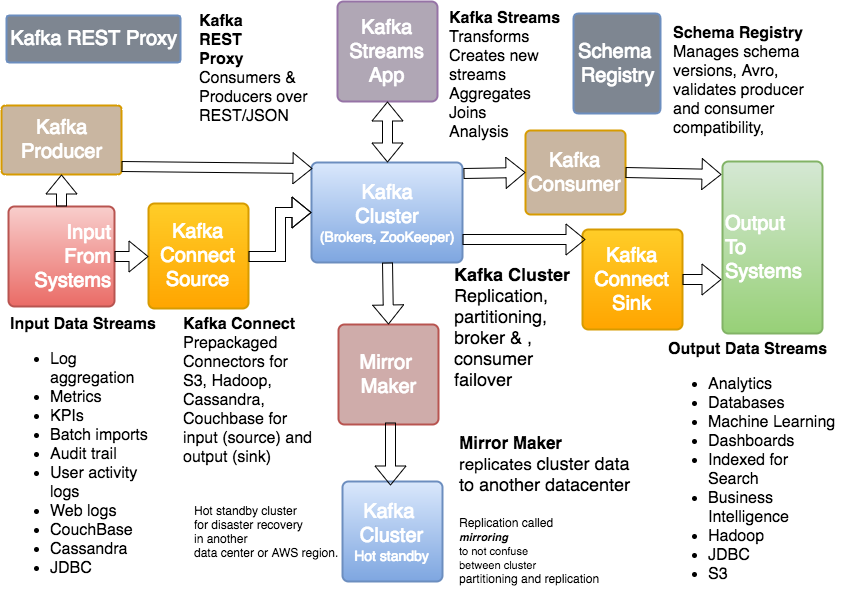 Kafka REST Proxy
Kafka
REST
Proxy
Consumers &
Producers over
REST/JSON
Kafka
Streams
App
Kafka Streams
Transforms
Creates new
streams
Aggregates
Joins
Analysis
Schema
Registry
Schema Registry
Manages schema
versions, Avro,
validates producer
and consumer
compatibility,
Kafka
Producer
Kafka
Cluster
(Brokers, ZooKeeper)
Kafka
Consumer
Input
From
Systems
Kafka
Connect
Source
Kafka
Connect
Sink
Output
To
Systems
Input Data Streams
• Log
aggregation
• Metrics
• KPIs
• Batch imports
• Audit trail
• User activity
logs
• Web logs
• CouchBase
• Cassandra
• JDBC
Kafka Connect
Prepackaged
Connectors for
S3, Hadoop,
Cassandra,
Couchbase for
input (source) and
output (sink)
Mirror
Maker
Kafka Cluster
Replication,
partitioning,
broker & ,
consumer
failover
Output Data Streams
• Analytics
• Databases
• Machine Learning
• Dashboards
• Indexed for
Search
• Business
Intelligence
• Hadoop
• JDBC
• S3
Mirror Maker
replicates cluster data
to another datacenter
Hot standby cluster
for disaster recovery
in another
data center or AWS region.
Kafka
Cluster
Hot standby
Replication called
mirroring
to not confuse
between cluster
partitioning and replication